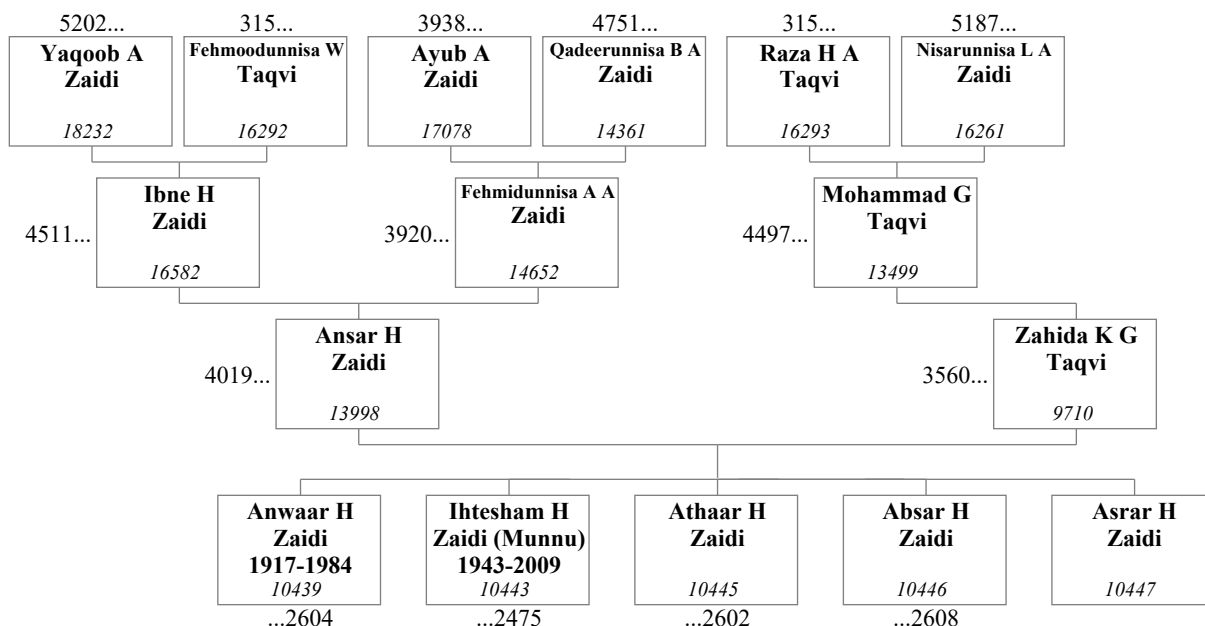 5202...
315...
3938...
4751...
315...
5187...
Yaqoob A
Zaidi
18232
Fehmoodunnisa W
Taqvi
16292
Ayub A
Zaidi
17078
Qadeerunnisa B A
Zaidi
14361
Raza H A
Taqvi
16293
Nisarunnisa L A
Zaidi
16261
4511...
Ibne H
Zaidi
16582
3920...
Fehmidunnisa A A
Zaidi
14652
4497...
Mohammad G
Taqvi
13499
4019...
Ansar H
Zaidi
13998
3560...
Zahida K G
Taqvi
9710
Anwaar H
Zaidi
1917-1984
10439
...2604
Ihtesham H
Zaidi (Munnu)
1943-2009
10443
...2475
Athaar H
Zaidi
10445
...2602
Absar H
Zaidi
10446
...2608
Asrar H
Zaidi
10447